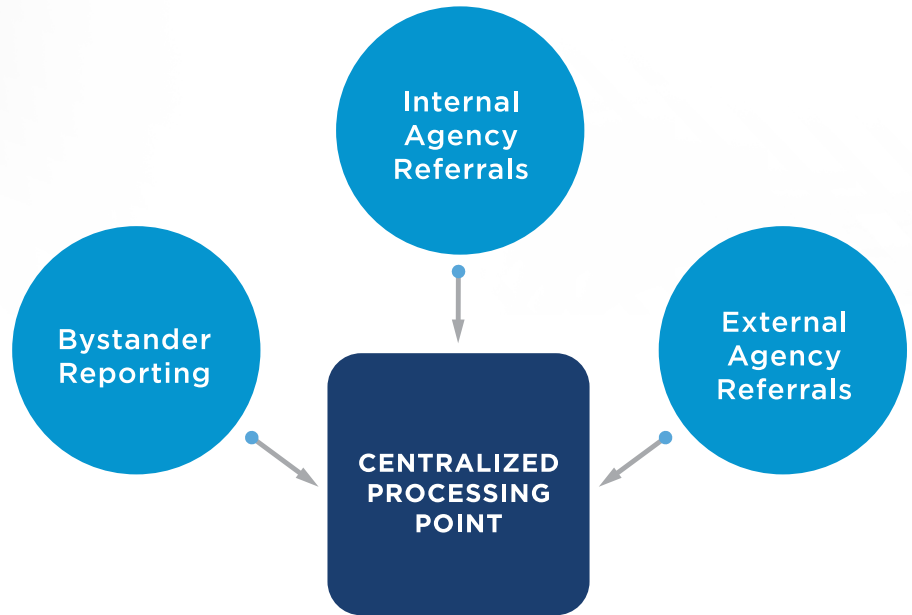 Internal
Agency
Referrals
Bystander
Reporting
External
Agency
Referrals
CENTRALIZED
PROCESSING
POINT